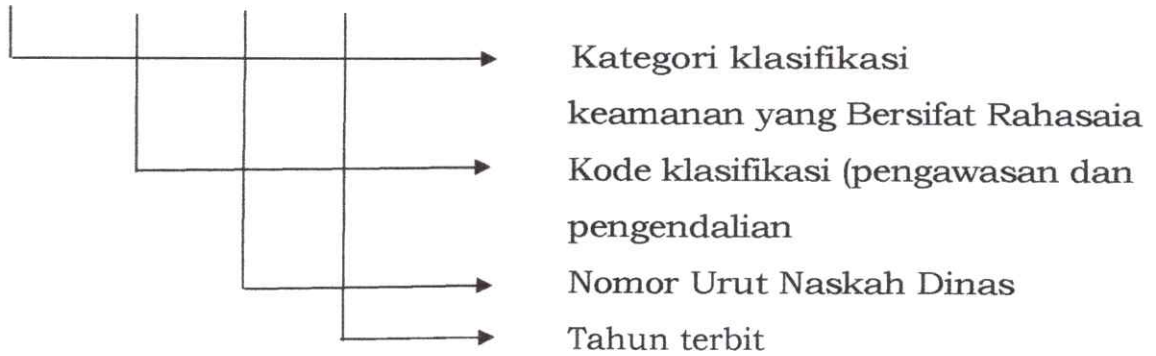 Kategori klasifikasi
keamanan yang Bersifat Rahasaia
Kode klasifikasi (pengawasan dan
pengendalian
Nomor Urut Naskah Dinas
Tahun terbit